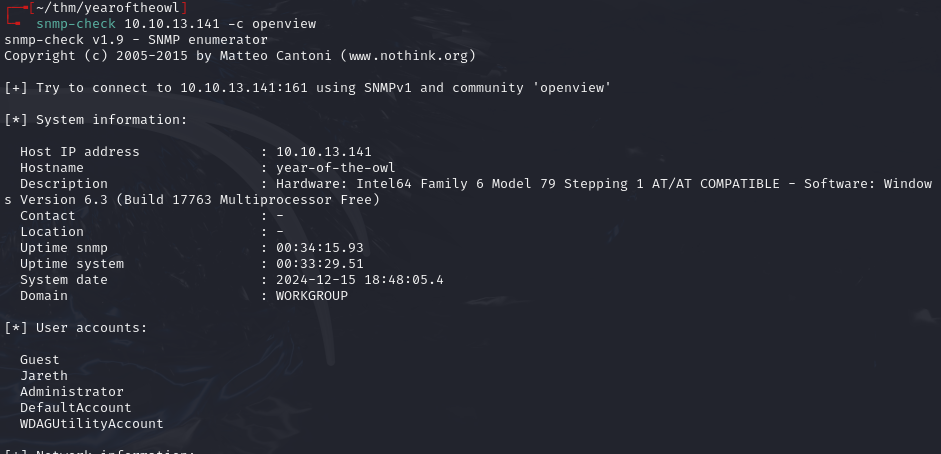 [~/thm/yearoftheowl]
snmp-check 10.10.13.141 -c openview
snmp-check v1.9 - SNMP enumerator
Copyright (c) 2005-2015 by Matteo Cantoni (www.nothink.org)
[+] Try to connect to 10.10.13.141:161 using SNMPv1 and community 'openview'
[*] System information:
Host IP address : 10.10.13.141
Hostname : year-of-the-owl
Description : Hardware: Intel64 Family 6 Model 79 Stepping 1 AT/AT COMPATIBLE - Software: Window
s Version 6.3 (Build 17763 Multiprocessor Free)
Contact : -
Location : -
Uptime snmp : 00:34:15.93
Uptime system : 00:33:29.51
System date : 2024-12-15 18:48:05.4
Domain : WORKGROUP
[*] User accounts:
Guest
Jareth
Administrator
DefaultAccount
WDAGUtilityAccount
Network information: